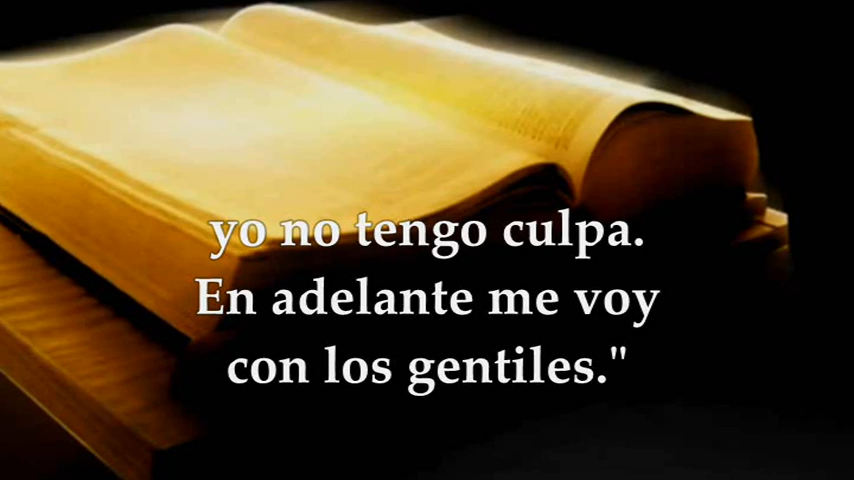 yo no tengo culpa.
En adelante me voy
con los gentiles."